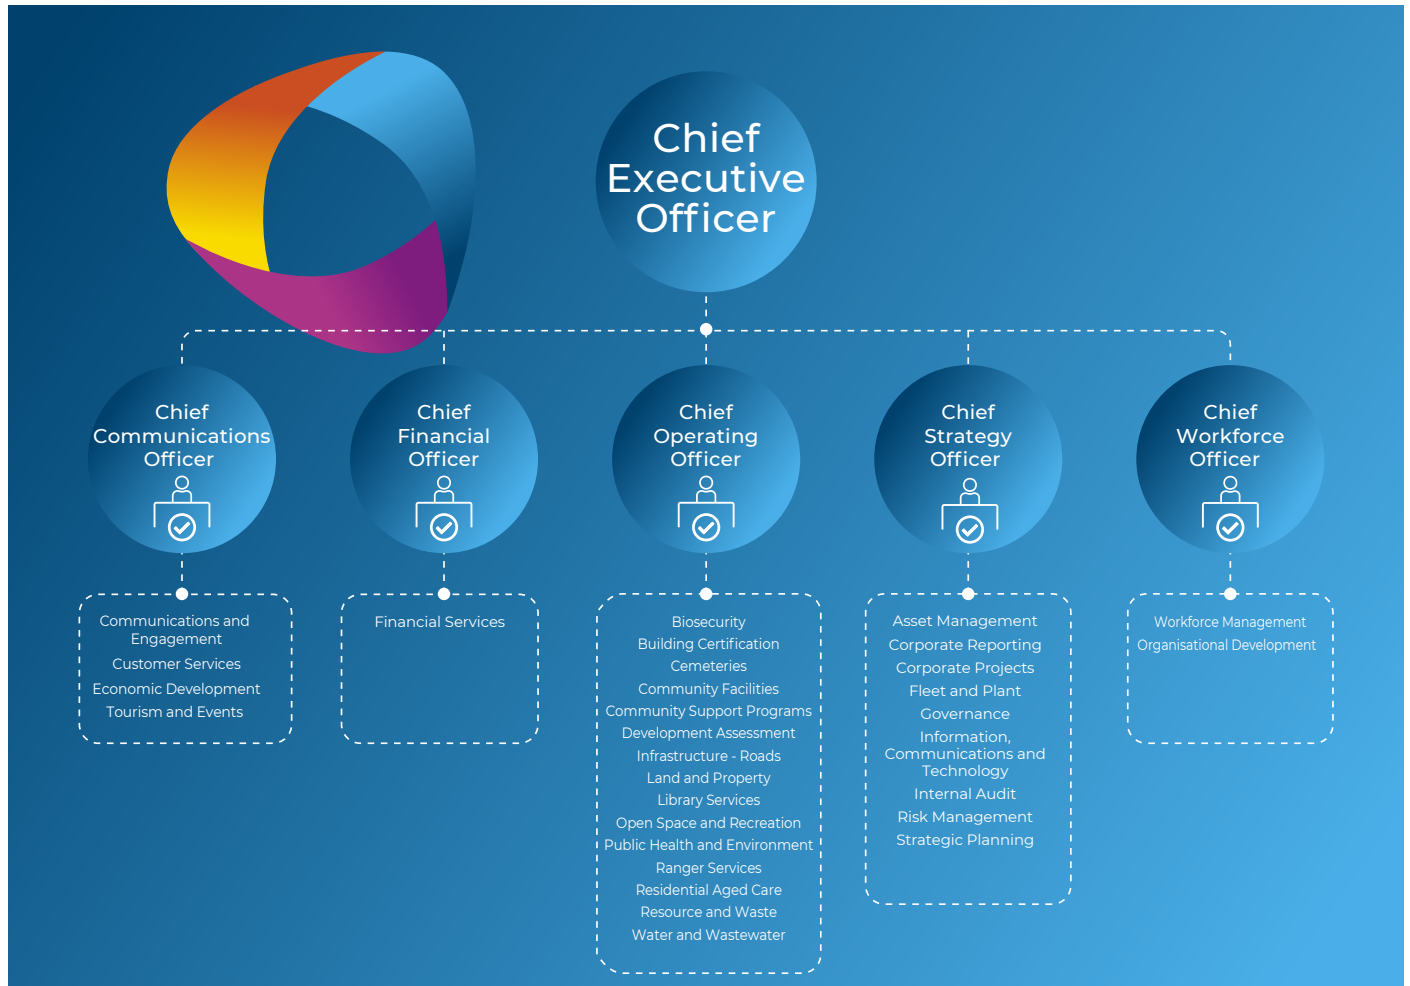 Chief
Executive
Officer
Chief
Communications
Officer
Chief
Financial
Officer
Chief
Operating
Officer
Chief
Strategy
Officer
Chief
Workforce
Officer
Communications and
Engagement
Customer Services
Economic Development
Tourism and Events
Financial Services
Biosecurity
Building Certification
Cemeteries
Community Facilities
Community Support Programs
Development Assessment
Infrastructure - Roads
Land and Property
Library Services
Open Space and Recreation
Public Health and Environment
Ranger Services
Residential Aged Care
Resource and Waste
Water and Wastewater
Asset Management
Corporate Reporting
Corporate Projects
Fleet and Plant
Governance
Information,
Communications and
Technology
Internal Audit
Risk Management
Strategic Planning
Workforce Management
Organisational Development